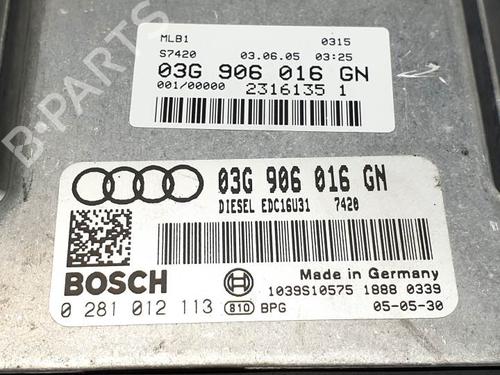 MLB1 0315
S7420 03.06.05 03:25
03G 906 016 GN
001/00000 2316135 1
03G 906 016 GN
DIESEL EDC16U31 7420
BOSCH
Made in Germany
1039S10575 1888 0339
0 281 012 113 810 BPG 05-05-30
B-PARTS